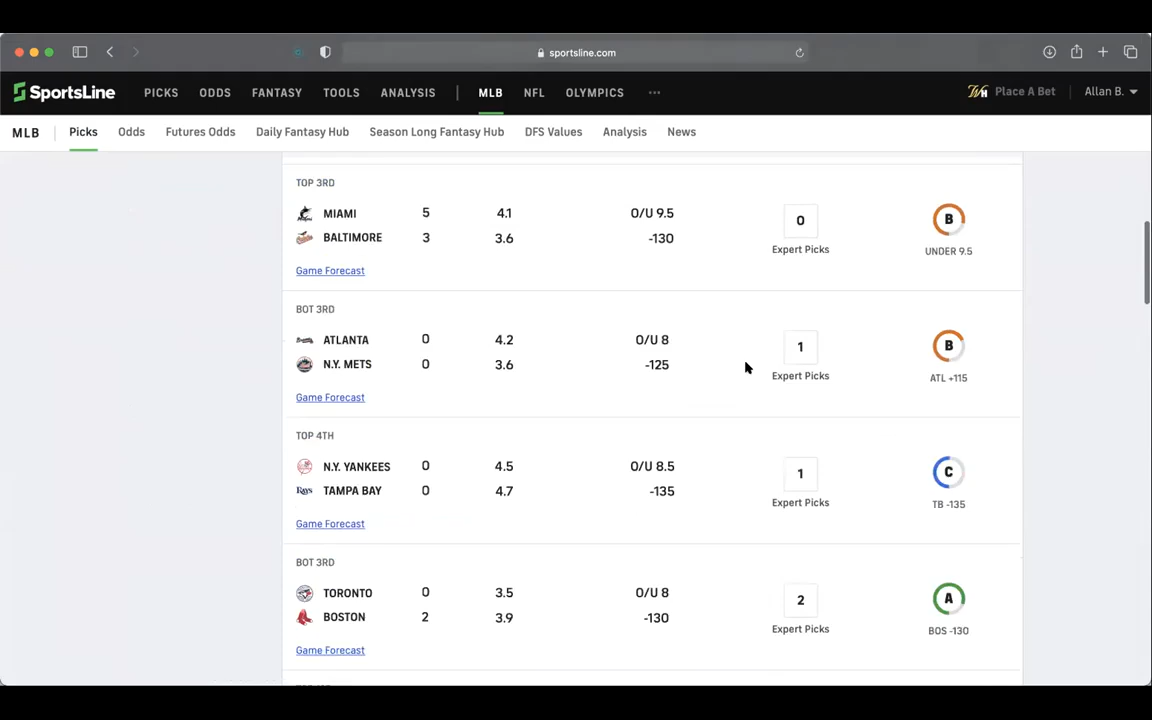 sportsline.com
SportsLine PICKS ODDS FANTASY TOOLS ANALYSIS MLB NFL OLYMPICS ••• WH Place A Bet Allan B.
MLB Picks Odds Futures Odds Daily Fantasy Hub Season Long Fantasy Hub DFS Values Analysis News
TOP 3RD
MIAMI 5 4.1 O/U 9.5 0 B
BALTIMORE 3 3.6 -130 Expert Picks UNDER 9.5
Game Forecast
BOT 3RD
ATLANTA 0 4.2 O/U 8 1 B
N.Y. METS 0 3.6 -125 Expert Picks ATL +115
Game Forecast
TOP 4TH
N.Y. YANKEES 0 4.5 O/U 8.5 1 C
Rays TAMPA BAY 0 4.7 -135 Expert Picks TB -135
Game Forecast
BOT 3RD
TORONTO 0 3.5 O/U 8 2 A
BOSTON 2 3.9 -130 Expert Picks BOS -130
Game Forecast